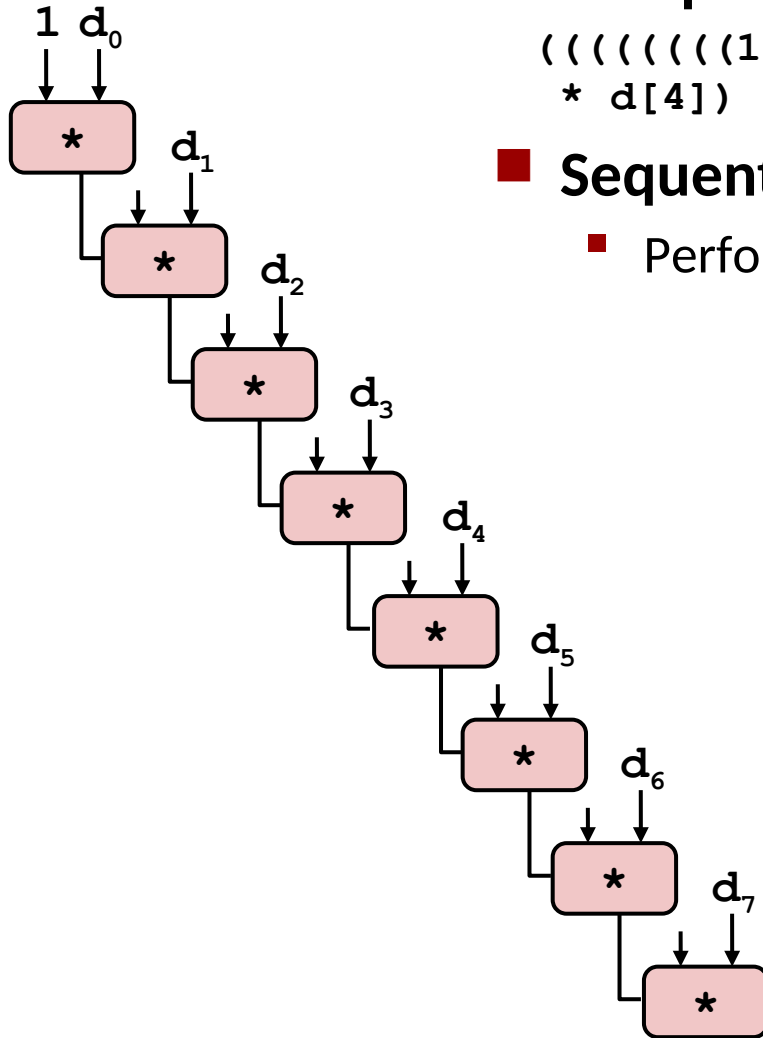 1 d₀
((((((((1
* d[4])
*
d₁
Sequent
*
Perfo
d₂
*
d₃
*
d₄
*
d₅
*
d₆
*
d₇
*